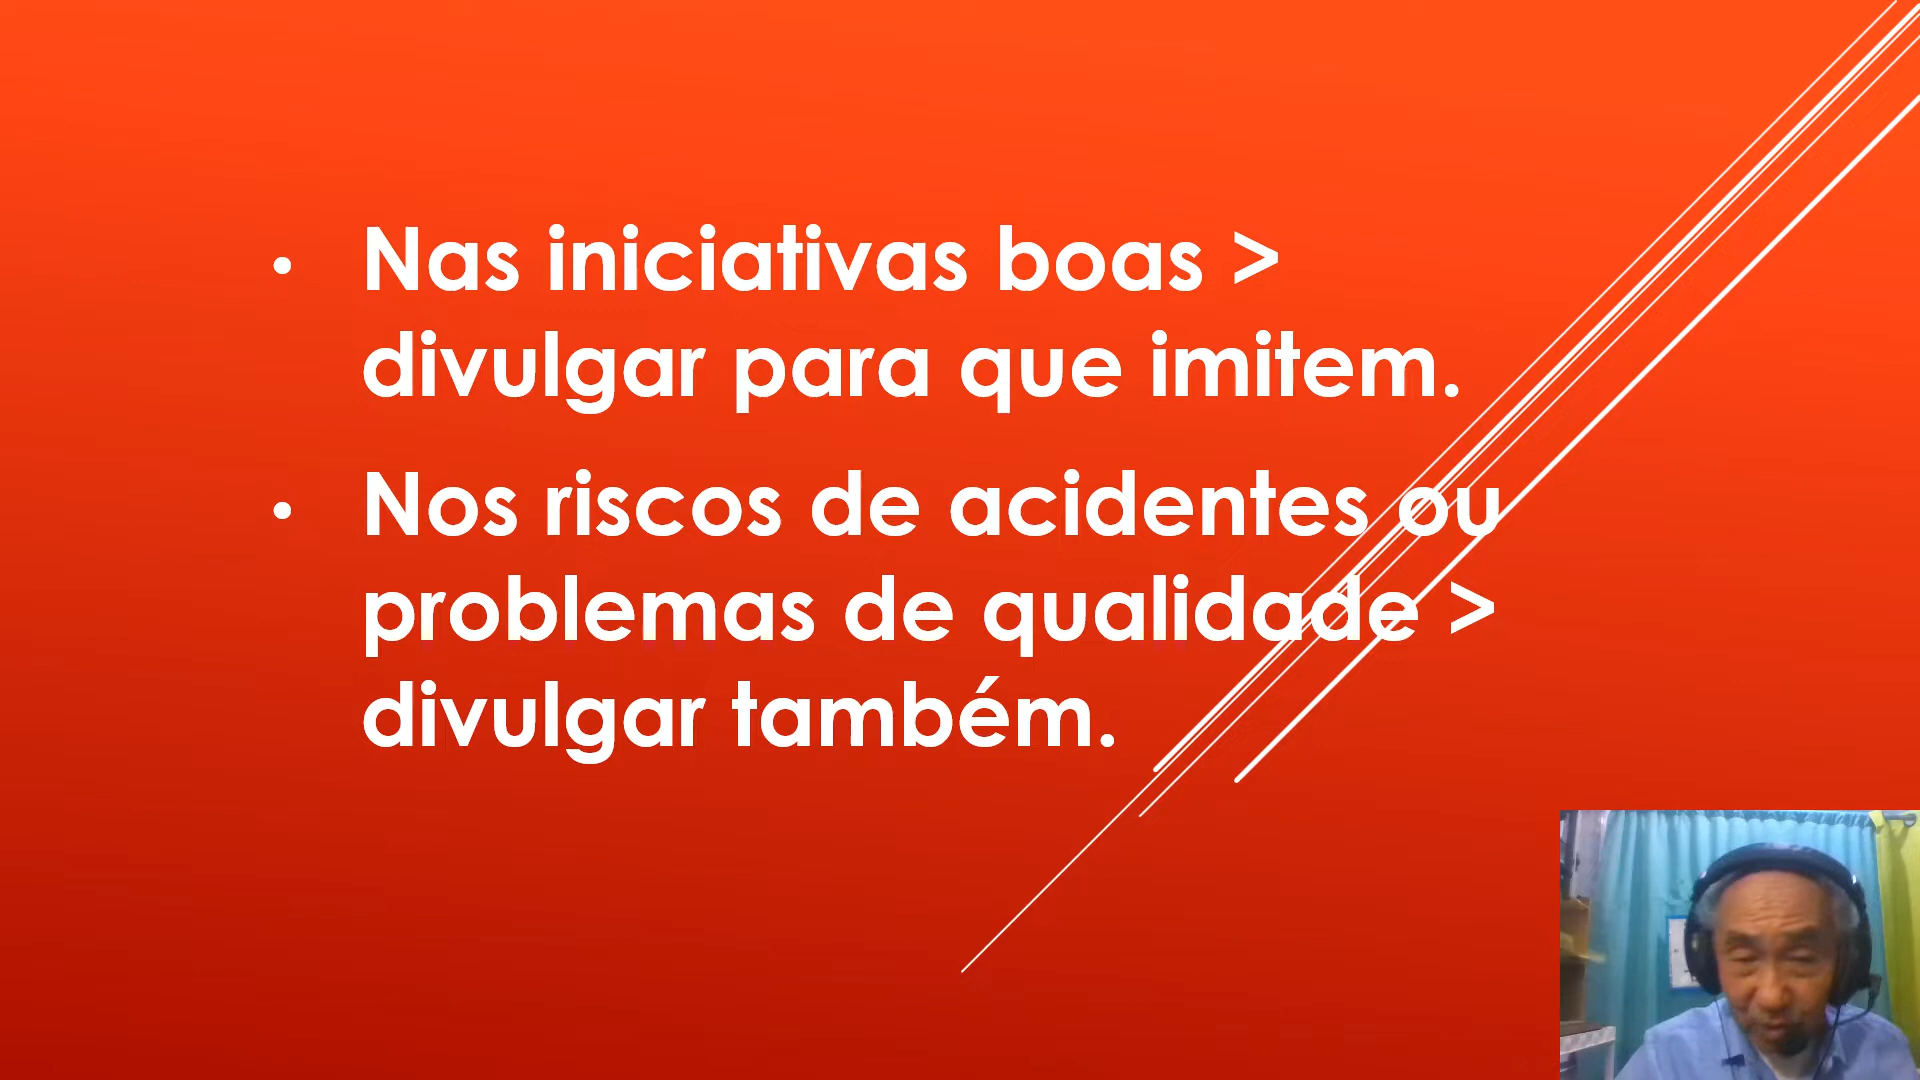 • Nas iniciativas boas >
divulgar para que imitem.
• Nos riscos de acidentes ou
problemas de qualidade >
divulgar também.